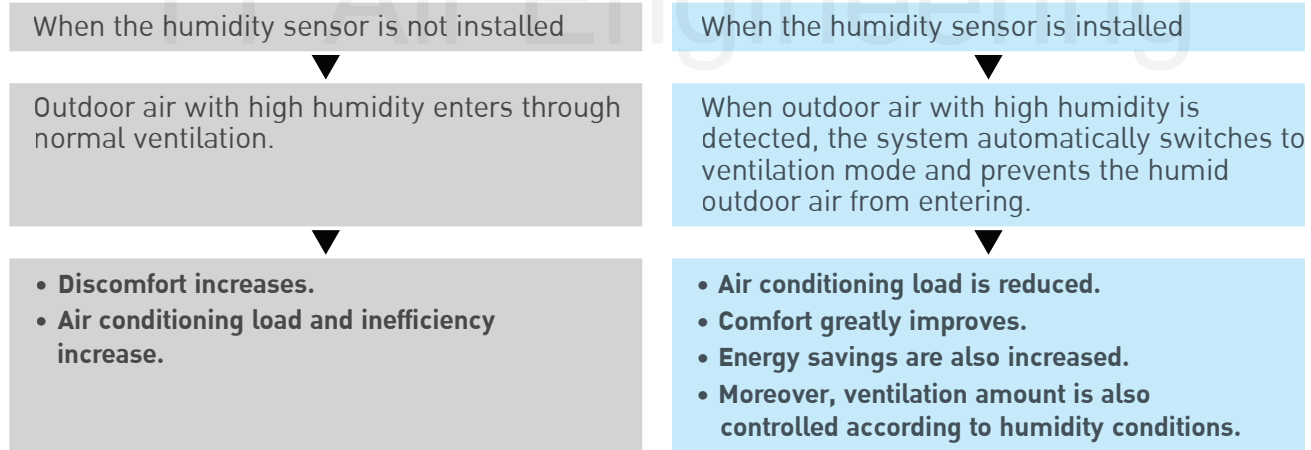 When the humidity sensor is not installed
Outdoor air with high humidity enters through
normal ventilation.
• Discomfort increases.
• Air conditioning load and inefficiency
increase.
When the humidity sensor is installed
When outdoor air with high humidity is
detected, the system automatically switches to
ventilation mode and prevents the humid
outdoor air from entering.
• Air conditioning load is reduced.
• Comfort greatly improves.
• Energy savings are also increased.
• Moreover, ventilation amount is also
controlled according to humidity conditions.
Air Engineering